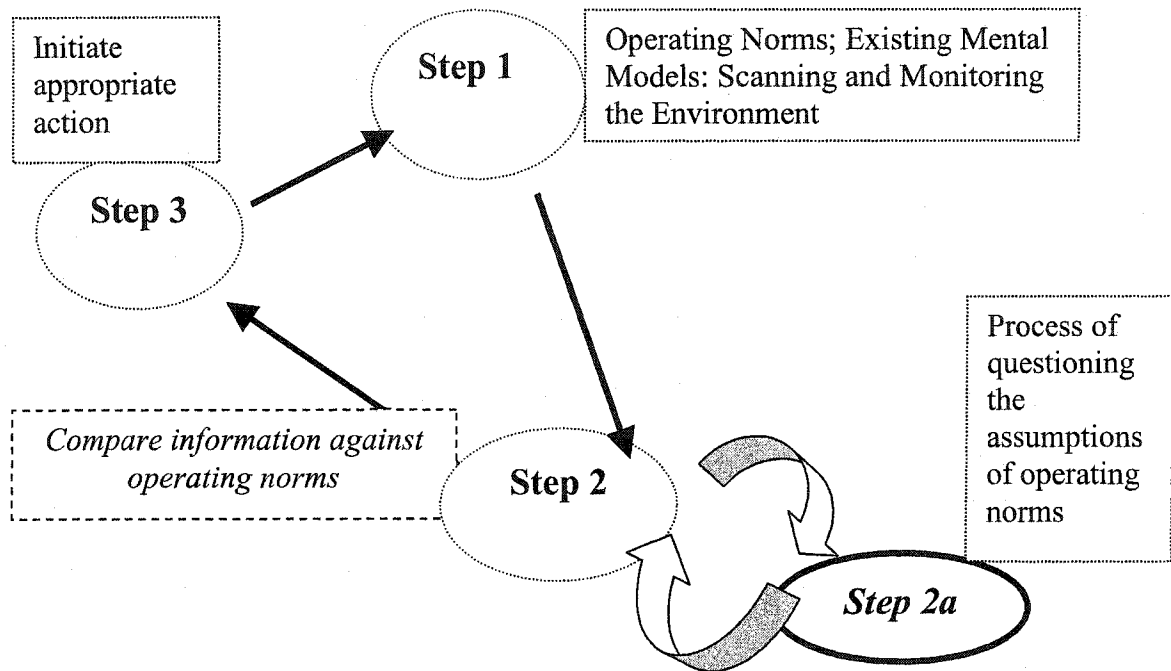 Initiate
appropriate
action
Step 1
Operating Norms; Existing Mental
Models: Scanning and Monitoring
the Environment
Step 3
Process of
questioning
the
assumptions
of operating
norms
Compare information against
operating norms
Step 2
Step 2a